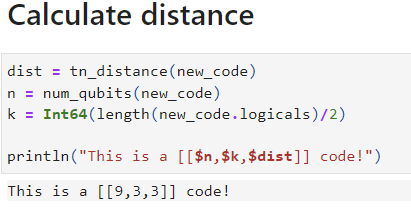 Calculate distance
dist = tn_distance(new_code)
n = num_qubits(new_code)
k = Int64(length(new_code.logicals)/2)
println("This is a [[$n,$k,$dist]] code!")
This is a [[9,3,3]] code!